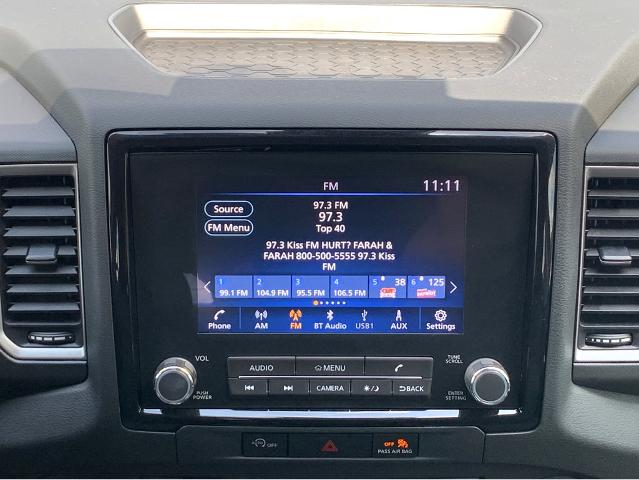 FM 11:11
Source
FM Menu
97.3 FM
97.3
Top 40
97.3 Kiss FM HURT? FARAH &
FARAH 800-500-5555 97.3 Kiss
FM
1 2 3 4 5 38 6 125
99.1 FM 104.9 FM 95.5 FM 106.5 FM
Phone AM FM BT Audio USB1 AUX Settings
VOL
PUSH
POWER
AUDIO MENU
CAMERA BACK
TUNE
SCROLL
ENTER
SETTING
OFF
OFF
PASS AIR BAG